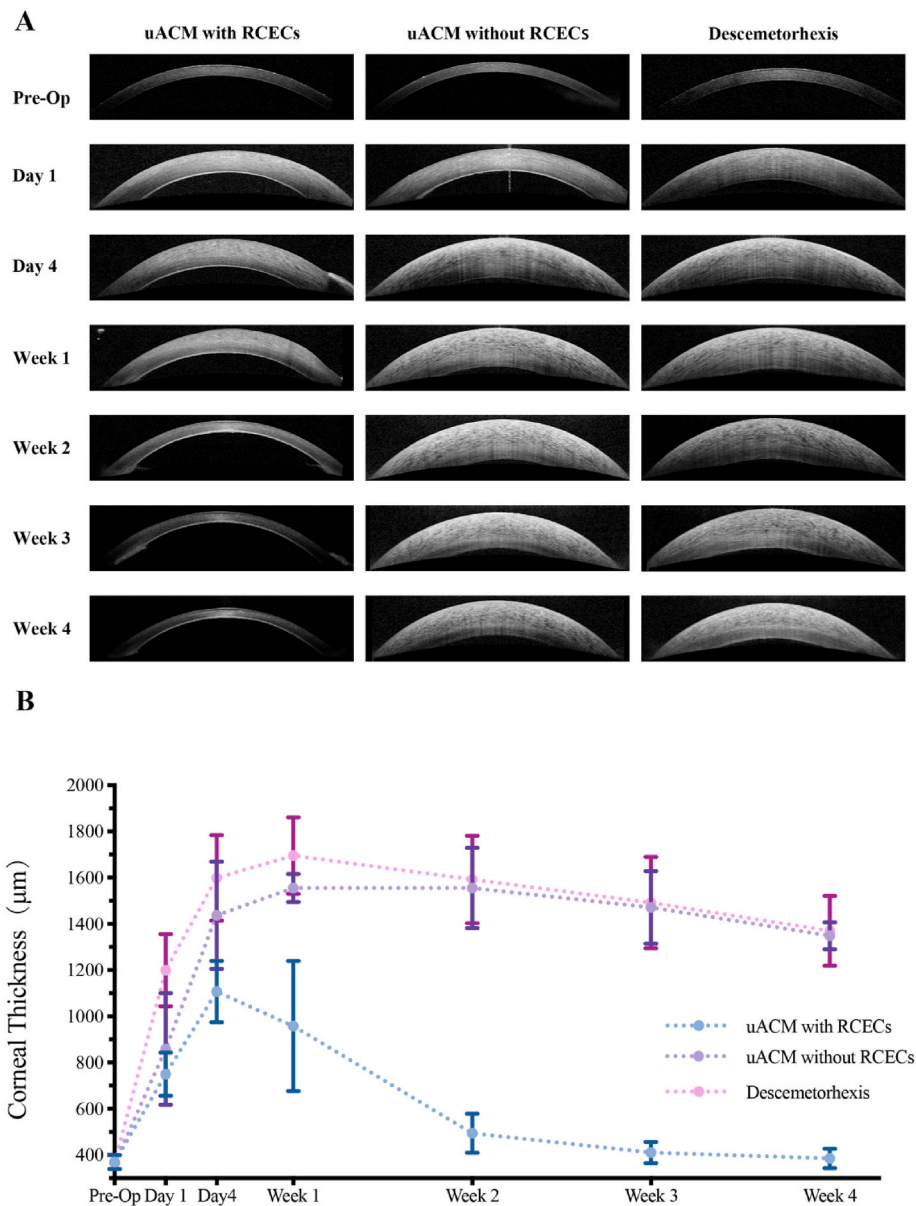 A
uACM with RCECs
uACM without RCECs
Descemetorhexis
Pre-Op
Day 1
Day 4
Week 1
Week 2
Week 3
Week 4
B
Corneal Thickness (μm)
2000
1800
1600
1400
1200
1000
800
600
400
uACM with RCECs
uACM without RCECs
Descemetorhexis
Pre-Op Day 1 Day4 Week 1 Week 2 Week 3 Week 4